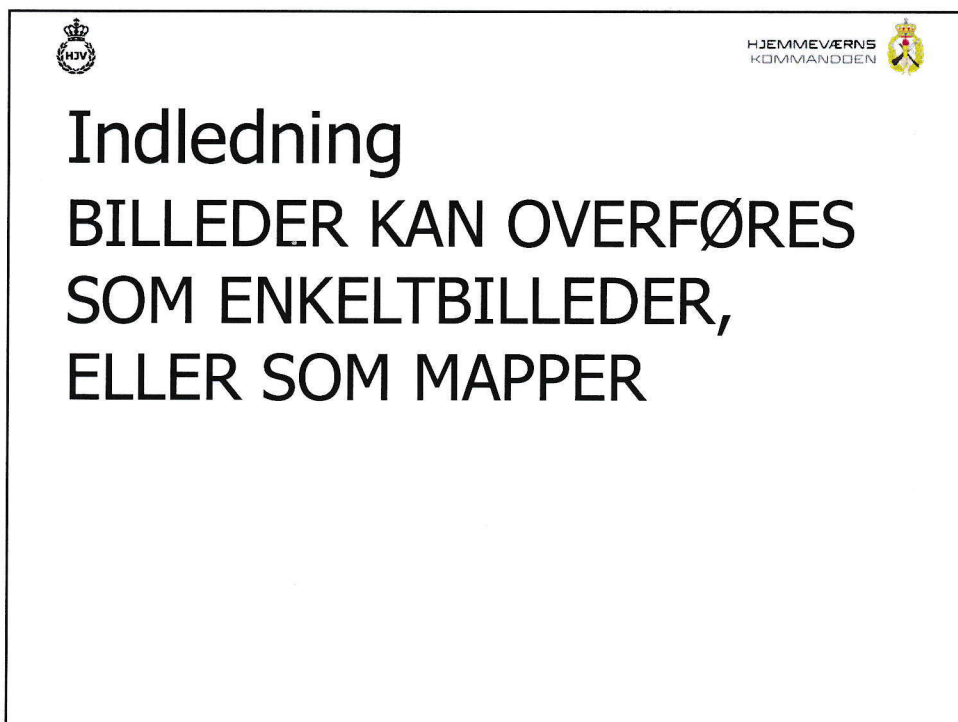 HJV
HJEMMEVÆRNS
KOMMANDOEN
Indledning
BILLEDER KAN OVERFØRES
SOM ENKELTBILLEDER,
ELLER SOM MAPPER